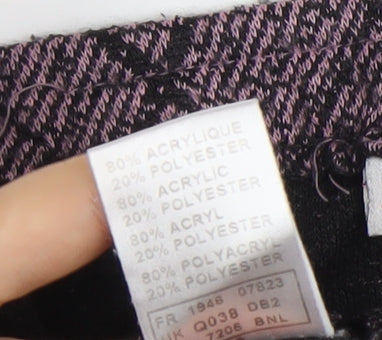 80% ACRYLIQUE
20% POLYESTER
80% ACRYLIC
20% POLYESTER
80% ACRYL
20% POLYESTER
80% POLYACRYL
20% POLYESTER
FR 1946 07823
HK Q038 DB2
7206 BNL